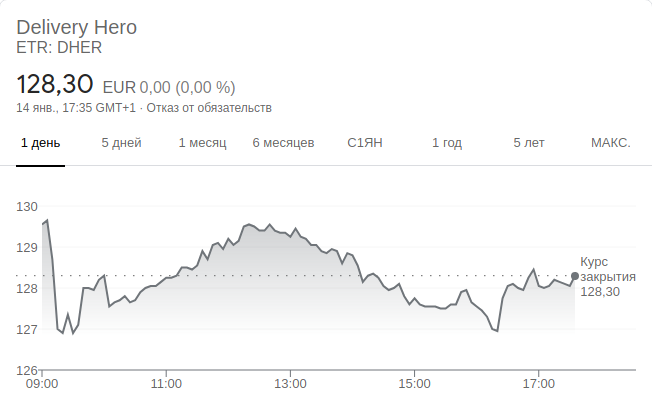 Delivery Hero
ETR: DHER
128,30 EUR 0,00 (0,00 %)
14 янв., 17:35 GMT+1 · Отказ от обязательств
1 день 5 дней 1 месяц 6 месяцев С1ЯН 1 год 5 лет МАКС.
130
129
128
127
126
Курс
закрытия
128,30
09:00 11:00 13:00 15:00 17:00